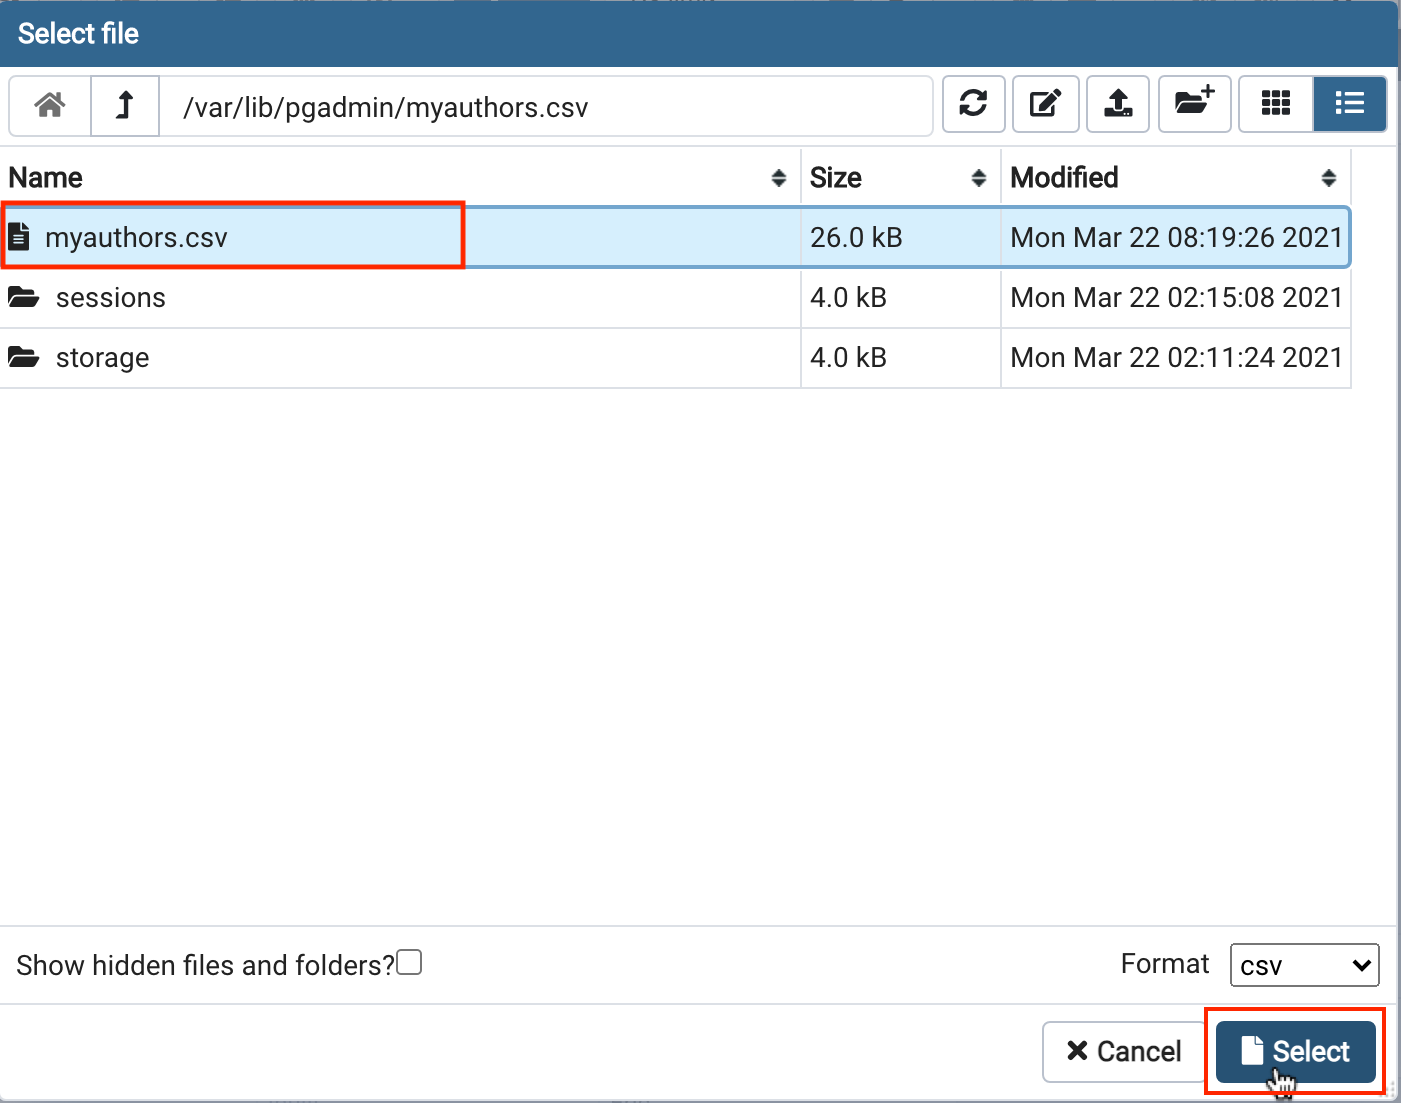 Select file
/var/lib/pgadmin/myauthors.csv
Name Size Modified
myauthors.csv 26.0 kB Mon Mar 22 08:19:26 2021
sessions 4.0 kB Mon Mar 22 02:15:08 2021
storage 4.0 kB Mon Mar 22 02:11:24 2021
Show hidden files and folders? Format csv
Cancel Select